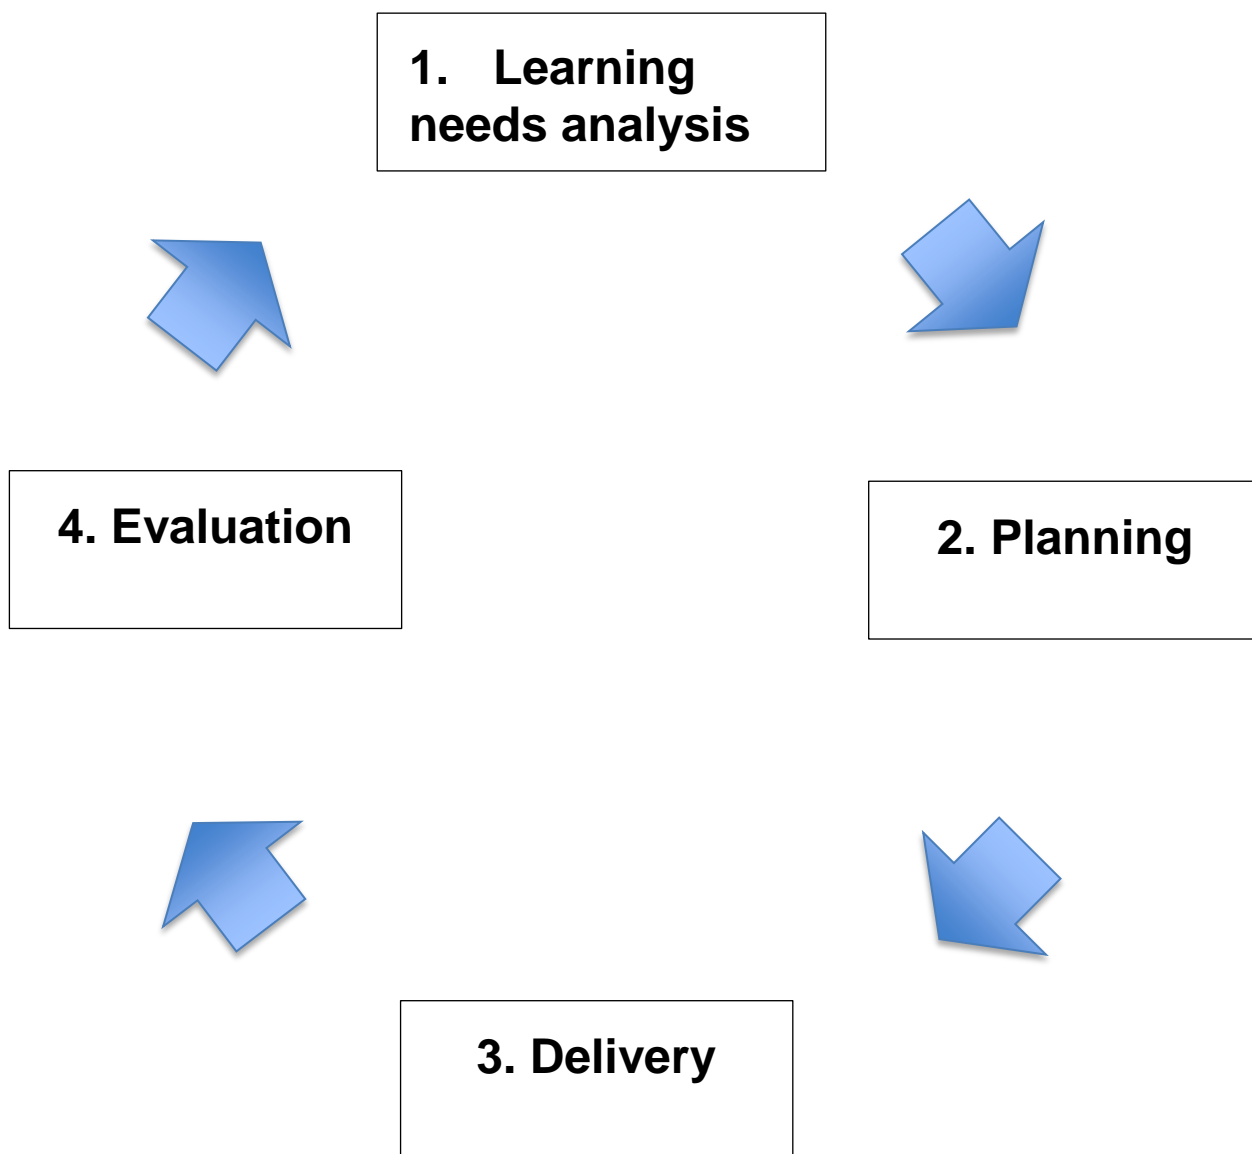 1. Learning
needs analysis
4. Evaluation
2. Planning
3. Delivery